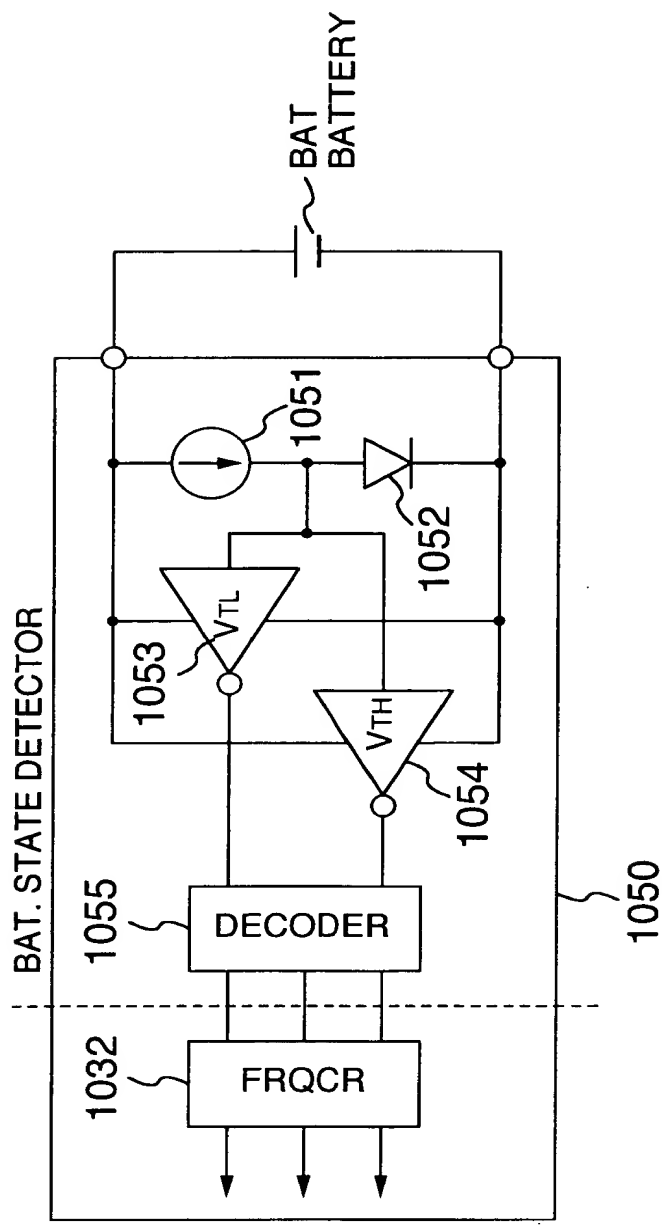 BAT. STATE DETECTOR
1032
FRQCR
1055
DECODER
1053
VTL
VTH
1054
1051
1052
BAT
BATTERY
1050